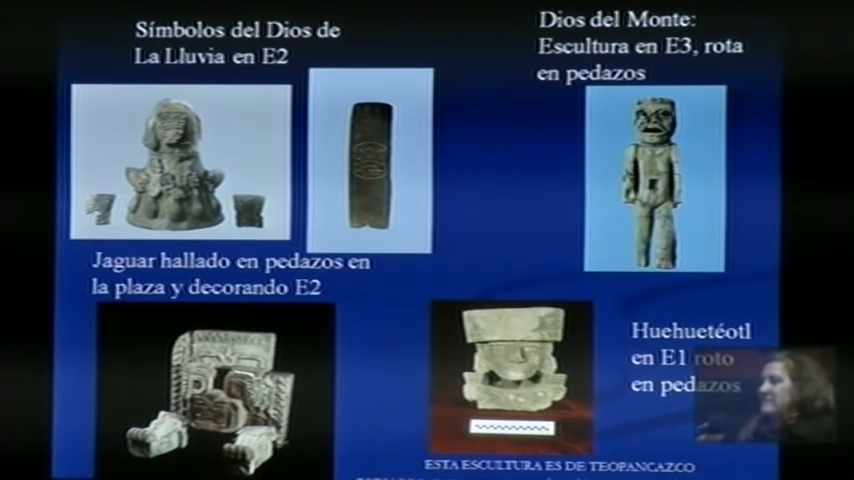 Símbolos del Dios de
La Lluvia en E2
Dios del Monte:
Escultura en E3, rota
en pedazos
Jaguar hallado en pedazos en
la plaza y decorando E2
Huehuetéotl
en E1 roto
en pedazos
ESTA ESCULTURA ES DE TEOPANCAZCO